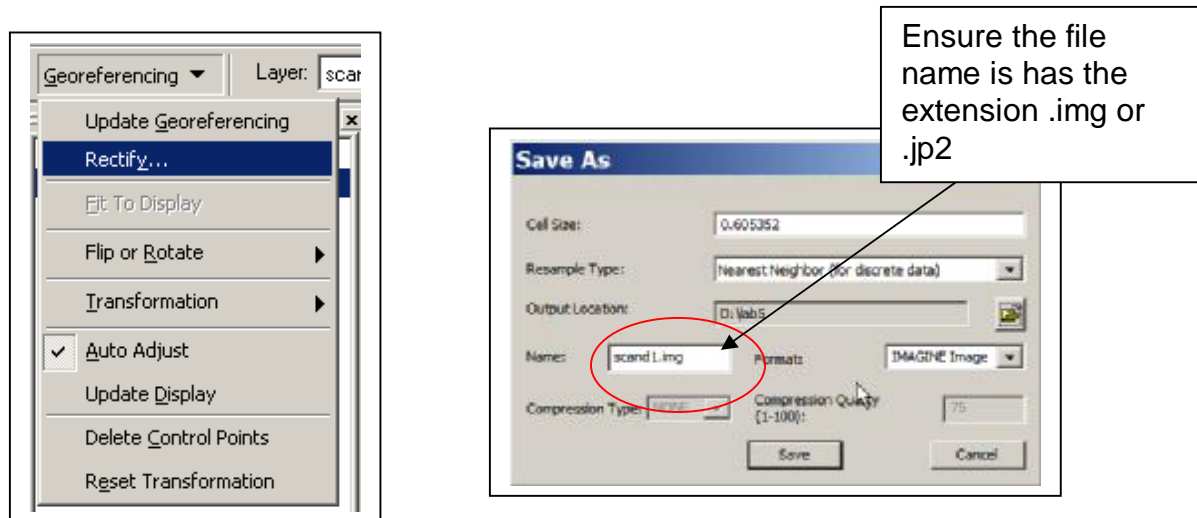 Georeferencing Layer: scar
Update Georeferencing
Rectify...
Fit To Display
Flip or Rotate
Transformation
Auto Adjust
Update Display
Delete Control Points
Reset Transformation
Ensure the file
name is has the
extension .img or
.jp2
Save As
Cell Size: 0.605352
Resample Type: Nearest Neighbor (for discrete data)
Output Location: D:\lab5
Name: scand1.img Format: IMAGINE Image
Compression Type: NONE Compression Quality
(1-100): 75
Save Cancel